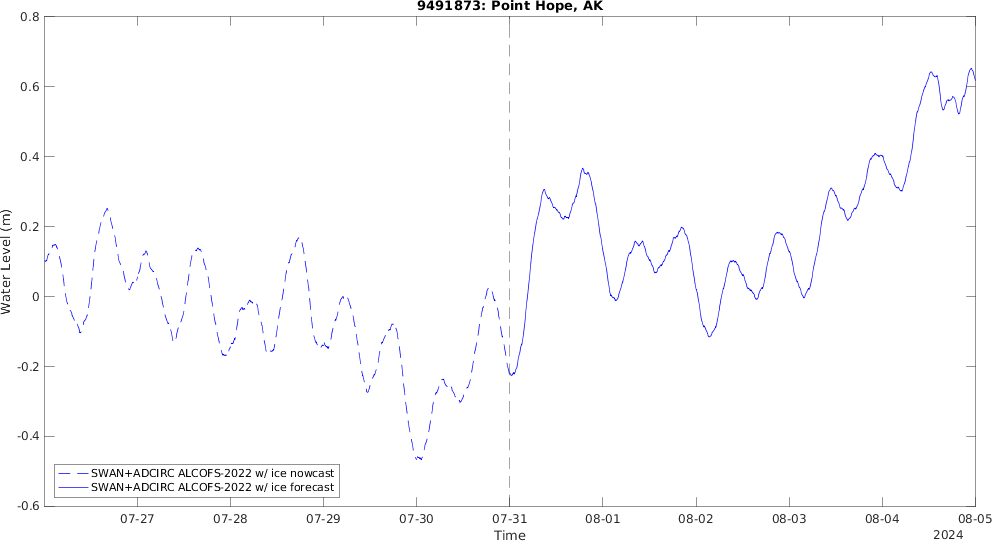 9491873: Point Hope, AK
0.8
0.6
0.4
0.2
0
-0.2
-0.4
-0.6
Water Level (m)
SWAN+ADCIRC ALCOFS-2022 w/ ice nowcast
SWAN+ADCIRC ALCOFS-2022 w/ ice forecast
07-27 07-28 07-29 07-30 07-31 08-01 08-02 08-03 08-04 08-05
Time
2024